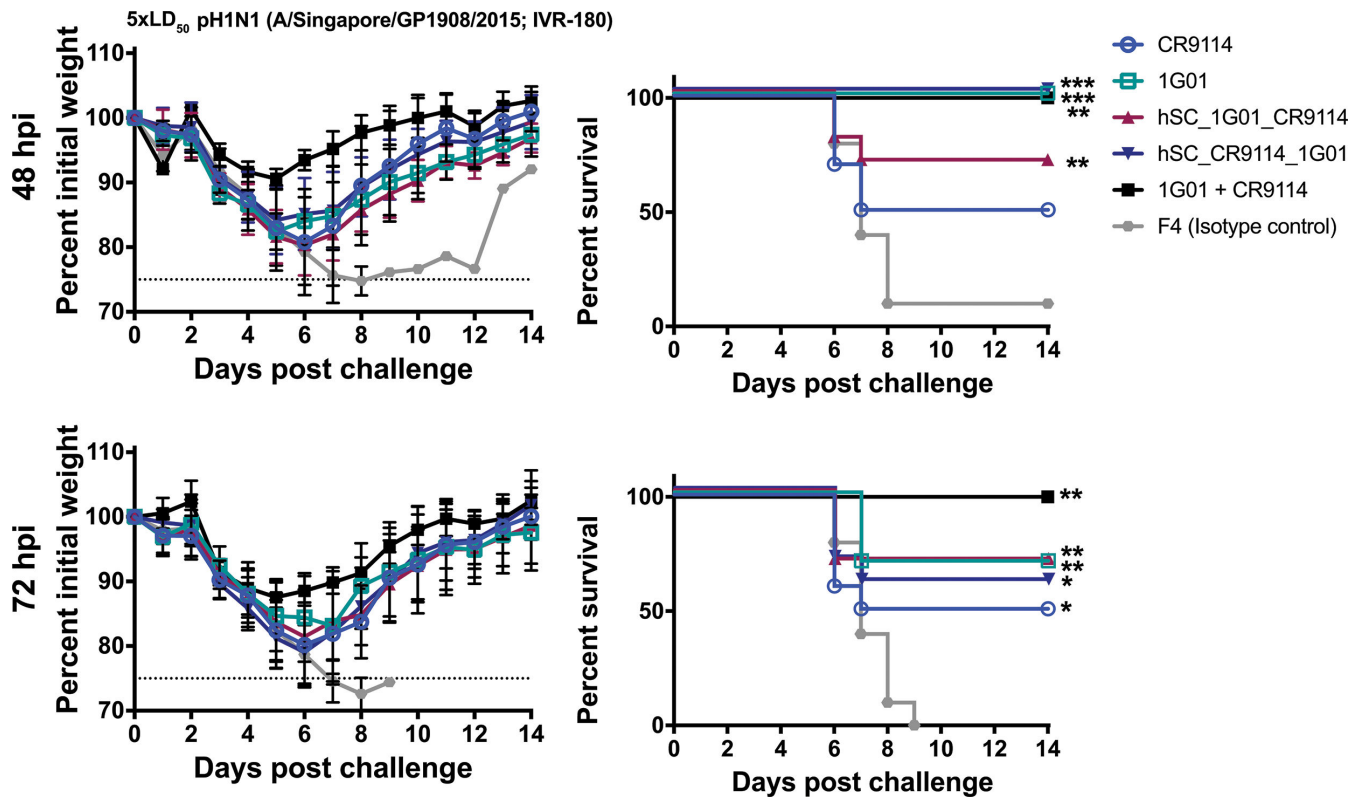 5xLD50 pH1N1 (A/Singapore/GP1908/2015; IVR-180)
48 hpi
Percent initial weight
110
100
90
80
70
0 2 4 6 8 10 12 14
Days post challenge
Percent survival
100
50
0
0 2 4 6 8 10 12 14
Days post challenge
***
***
**
**
CR9114
1G01
hSC_1G01_CR9114
hSC_CR9114_1G01
1G01 + CR9114
F4 (Isotype control)
72 hpi
Percent initial weight
110
100
90
80
70
0 2 4 6 8 10 12 14
Days post challenge
Percent survival
100
50
0
0 2 4 6 8 10 12 14
Days post challenge
**
**
**
*
*